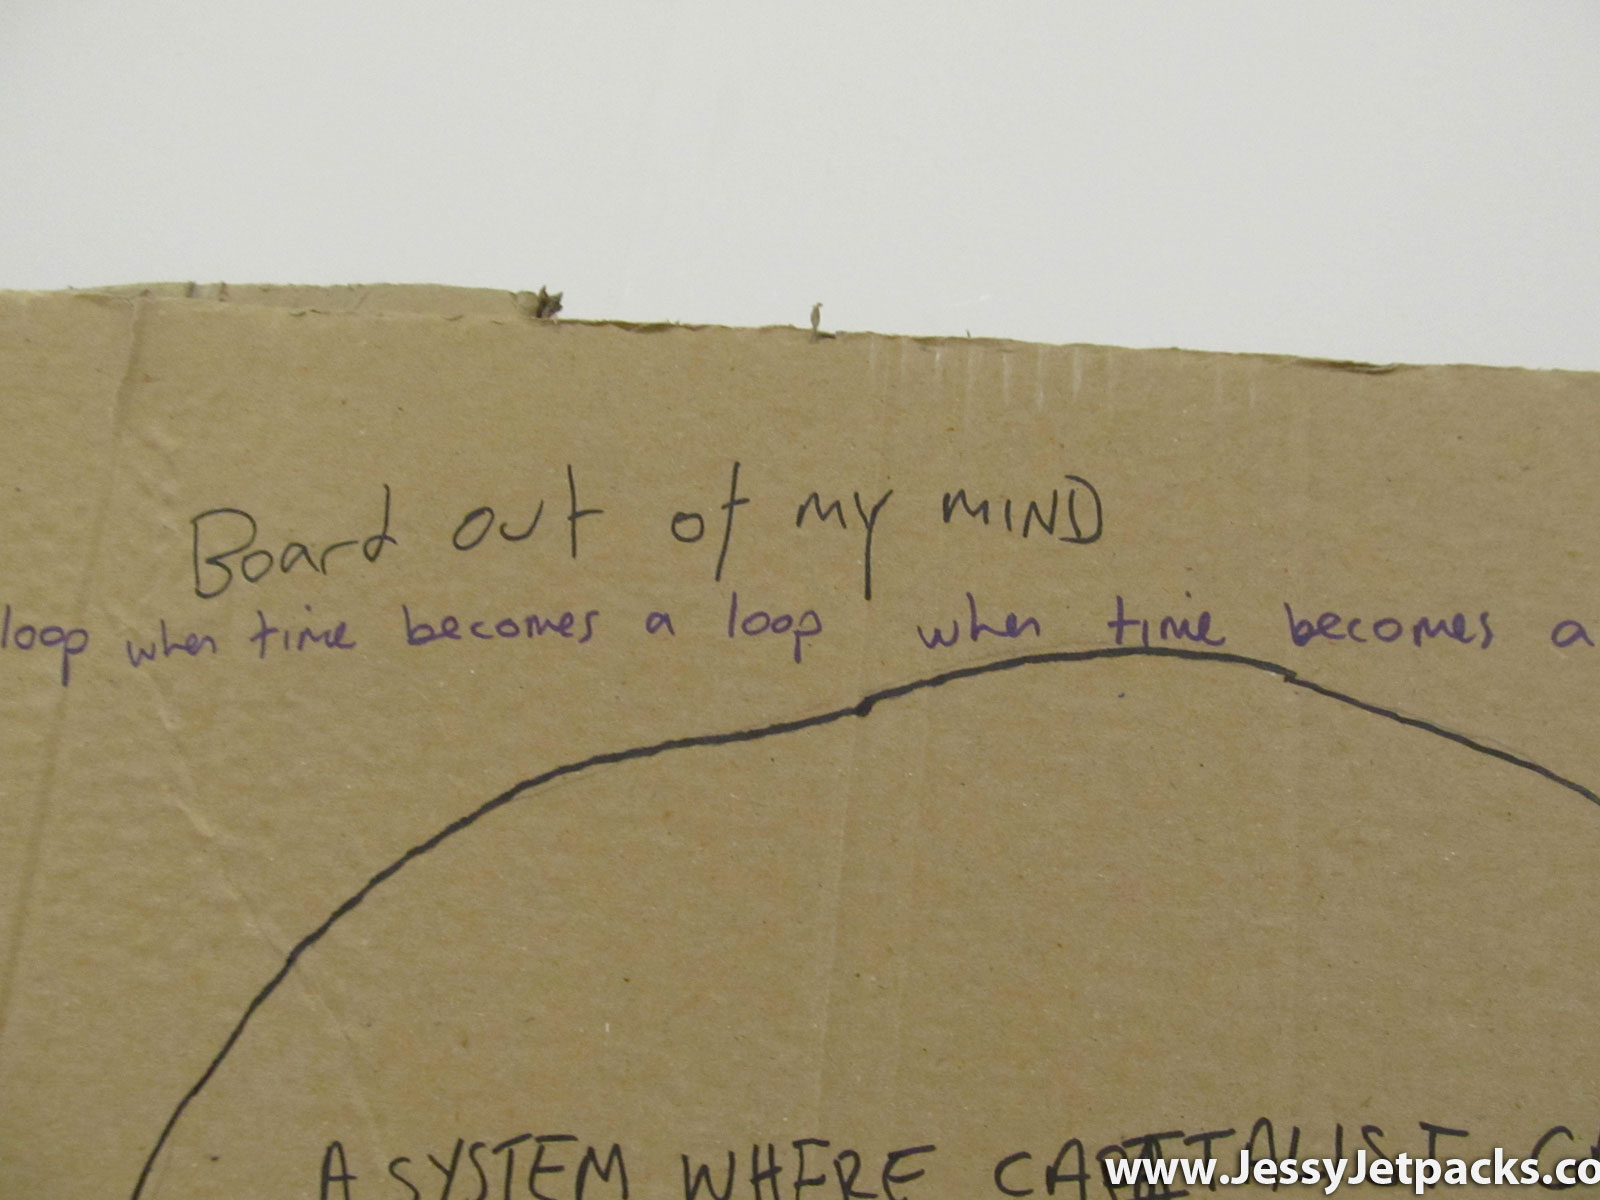 Board out of my MIND
loop when time becomes a loop when time becomes a
A SYSTEM WHERE CAPITALIST
www.JessyJetpacks.co